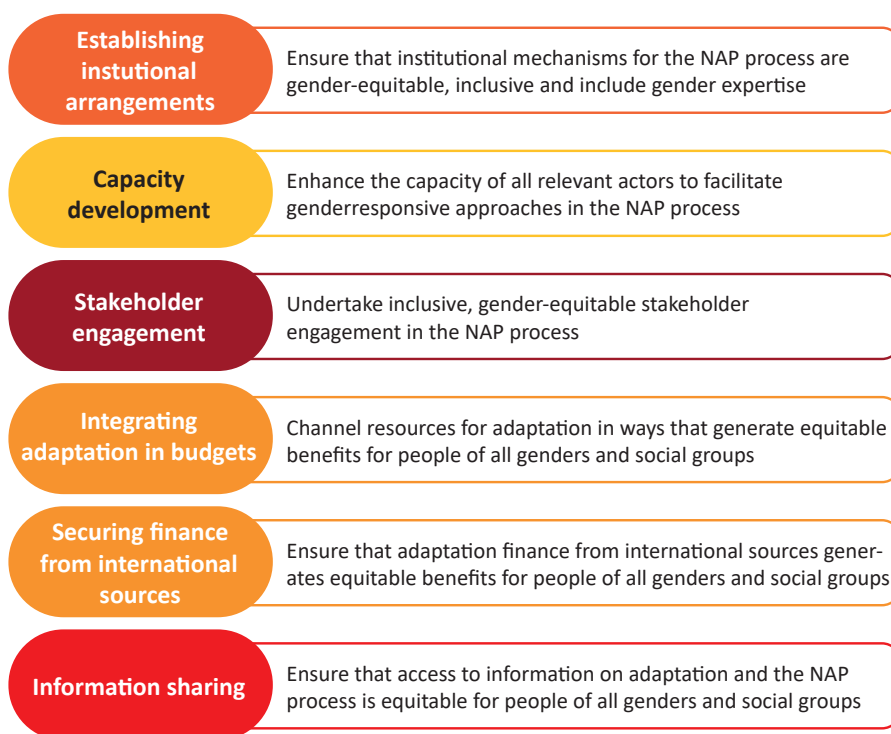 Establishing
instutional
arrangements
Ensure that institutional mechanisms for the NAP process are
gender-equitable, inclusive and include gender expertise
Capacity
development
Enhance the capacity of all relevant actors to facilitate
genderresponsive approaches in the NAP process
Stakeholder
engagement
Undertake inclusive, gender-equitable stakeholder
engagement in the NAP process
Integrating
adaptation in budgets
Channel resources for adaptation in ways that generate equitable
benefits for people of all genders and social groups
Securing finance
from international
sources
Ensure that adaptation finance from international sources gener-
ates equitable benefits for people of all genders and social groups
Information sharing
Ensure that access to information on adaptation and the NAP
process is equitable for people of all genders and social groups